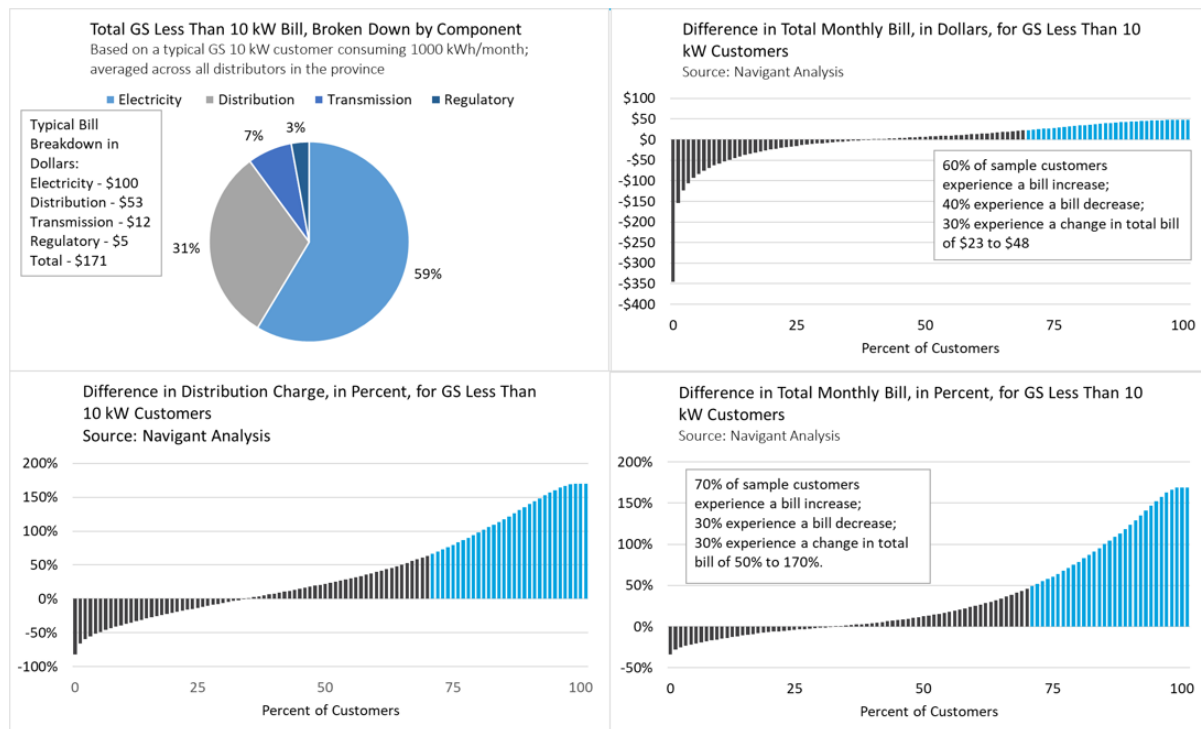 Total GS Less Than 10 kW Bill, Broken Down by Component
Based on a typical GS 10 kW customer consuming 1000 kWh/month;
averaged across all distributors in the province
Electricity
Distribution
Transmission
Regulatory
Typical Bill
Breakdown in
Dollars:
Electricity - $100
Distribution - $53
Transmission - $12
Regulatory - $5
Total - $171
7%
3%
31%
59%
Difference in Total Monthly Bill, in Dollars, for GS Less Than 10
kW Customers
Source: Navigant Analysis
$100
$50
$0
-$50
-$100
-$150
-$200
-$250
-$300
-$350
-$400
60% of sample customers
experience a bill increase;
40% experience a bill decrease;
30% experience a change in total bill
of $23 to $48
0
25
50
75
100
Percent of Customers
Difference in Distribution Charge, in Percent, for GS Less Than
10 kW Customers
Source: Navigant Analysis
200%
150%
100%
50%
0%
-50%
-100%
0
25
50
75
100
Percent of Customers
Difference in Total Monthly Bill, in Percent, for GS Less Than 10
kW Customers
Source: Navigant Analysis
200%
150%
100%
50%
0%
-50%
70% of sample customers
experience a bill increase;
30% experience a bill decrease;
30% experience a change in total
bill of 50% to 170%.
0
25
50
75
100
Percent of Customers